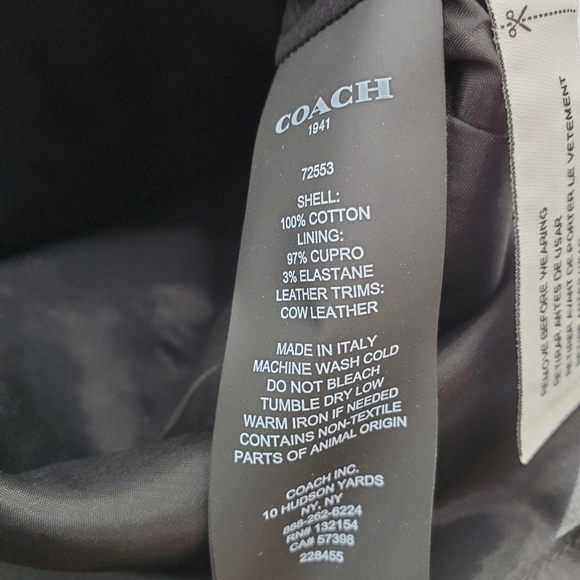 COACH
1941
72553
SHELL:
100% COTTON
LINING:
97% CUPRO
3% ELASTANE
LEATHER TRIMS:
COW LEATHER
MADE IN ITALY
MACHINE WASH COLD
DO NOT BLEACH
TUMBLE DRY LOW
WARM IRON IF NEEDED
CONTAINS NON-TEXTILE
PARTS OF ANIMAL ORIGIN
COACH INC.
10 HUDSON YARDS
NY, NY
888-262-6224
RN# 132154
CA# 57398
228455
REMOVE BEFORE WEARING
RETIRAR ANTES DE USAR
RETIRER AVANT DE PORTER LE VETEMENT